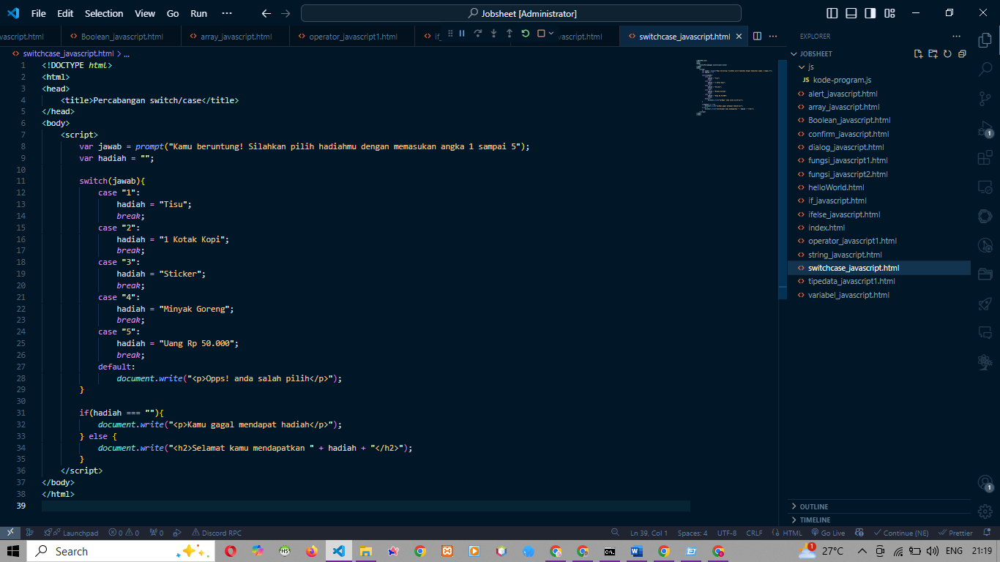 File Edit Selection View Go Run ··· Jobsheet [Administrator]
vascript.html Boolean_javascript.html array_javascript.html operator_javascript1.html if_ vascript.html switchcase_javascript.html
switchcase_javascript.html > ...
1 <!DOCTYPE html>
2 <html>
3 <head>
4 <title>Percabangan switch/case</title>
5 </head>
6 <body>
7 <script>
8 var jawab = prompt("Kamu beruntung! Silahkan pilih hadiahmu dengan memasukan angka 1 sampai 5");
9 var hadiah = "";
10
11 switch(jawab){
12 case "1":
13 hadiah = "Tisu";
14 break;
15 case "2":
16 hadiah = "1 Kotak Kopi";
17 break;
18 case "3":
19 hadiah = "Sticker";
20 break;
21 case "4":
22 hadiah = "Minyak Goreng";
23 break;
24 case "5":
25 hadiah = "Uang Rp 50.000";
26 break;
27 default:
28 document.write("<p>Opps! anda salah pilih</p>");
29 }
30
31 if(hadiah === ""){
32 document.write("<p>Kamu gagal mendapat hadiah</p>");
33 } else {
34 document.write("<h2>Selamat kamu mendapatkan " + hadiah + "</h2>");
35 }
36 </script>
37 </body>
38 </html>
39
EXPLORER
JOBSHEET
js
JS kode-program.js
alert_javascript.html
array_javascript.html
Boolean_javascript.html
confirm_javascript.html
dialog_javascript.html
fungsi_javascript1.html
fungsi_javascript2.html
helloWorld.html
if_javascript.html
ifelse_javascript.html
index.html
operator_javascript1.html
string_javascript.html
switchcase_javascript.html
tipedata_javascript1.html
variabel_javascript.html
OUTLINE
TIMELINE
1
1
Launchpad 0 0 0 Discord RPC Ln 39, Col 1 Spaces: 4 UTF-8 CRLF HTML Go Live Continue (NE) Prettier
Search HS 1 27°C ENG 21:19